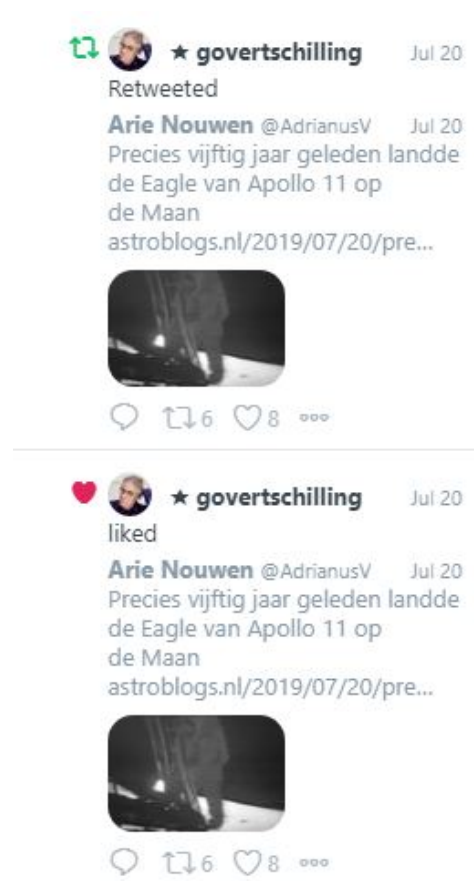 ★ govertschilling Jul 20
Retweeted
Arie Nouwen @AdrianusV Jul 20
Precies vijftig jaar geleden landde
de Eagle van Apollo 11 op
de Maan
astroblogs.nl/2019/07/20/pre...
6 8
★ govertschilling Jul 20
liked
Arie Nouwen @AdrianusV Jul 20
Precies vijftig jaar geleden landde
de Eagle van Apollo 11 op
de Maan
astroblogs.nl/2019/07/20/pre...
6 8